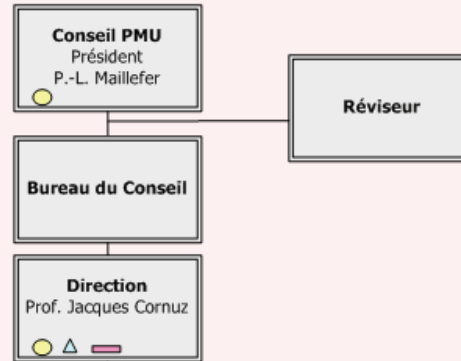 Conseil PMU
Président
P.-L. Maillefer
Réviseur
Bureau du Conseil
Direction
Prof. Jacques Cornuz